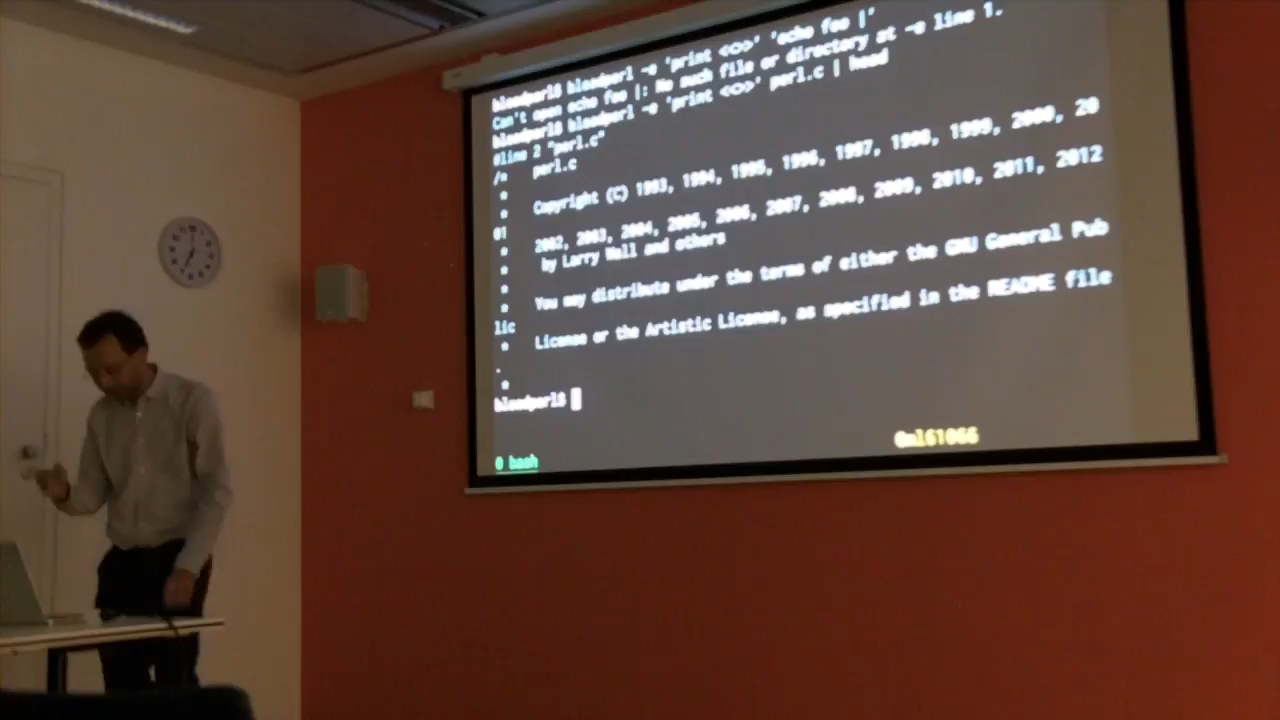 bleadperl$ bleadperl -e 'print <<>>' 'echo foo |'
Can't open echo foo |: No such file or directory at -e line 1.
bleadperl$ bleadperl -e 'print <<>>' perl.c | head
#line 2 "perl.c"
/* perl.c
*
* Copyright (C) 1993, 1994, 1995, 1996, 1997, 1998, 1999, 2000, 20
01
* 2002, 2003, 2004, 2005, 2006, 2007, 2008, 2009, 2010, 2011, 2012
* by Larry Wall and others
*
* You may distribute under the terms of either the GNU General Pub
lic
* License or the Artistic License, as specified in the README file
.
*
bleadperl$
0 bash